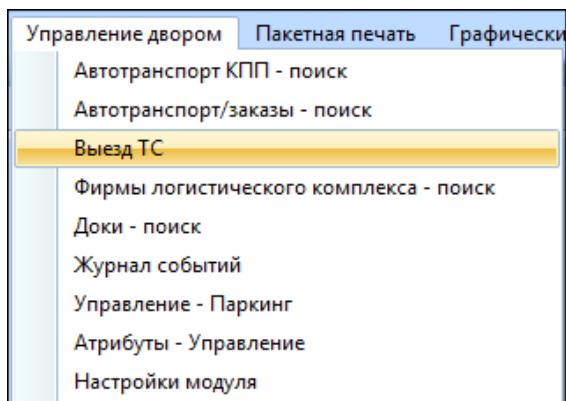 Управление двором Пакетная печать Графически
Автотранспорт КПП - поиск
Автотранспорт/заказы - поиск
Выезд ТС
Фирмы логистического комплекса - поиск
Доки - поиск
Журнал событий
Управление - Паркинг
Атрибуты - Управление
Настройки модуля